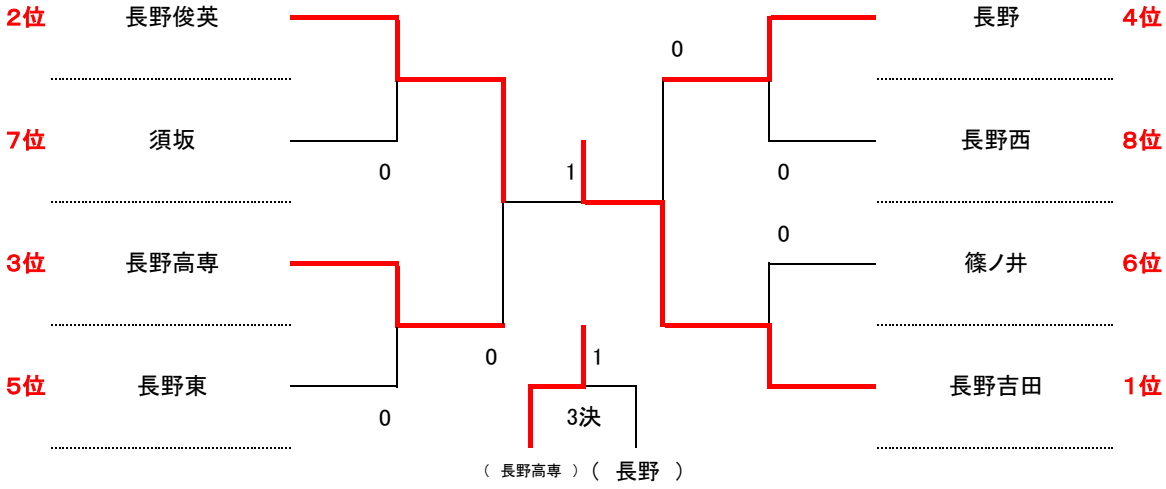 2位 長野俊英 長野 4位
0
7位 須坂 長野西 8位
0 1 0
0
3位 長野高専 篠ノ井 6位
0 1
5位 長野東 長野吉田 1位
0 3決
( 長野高専 ) ( 長野 )